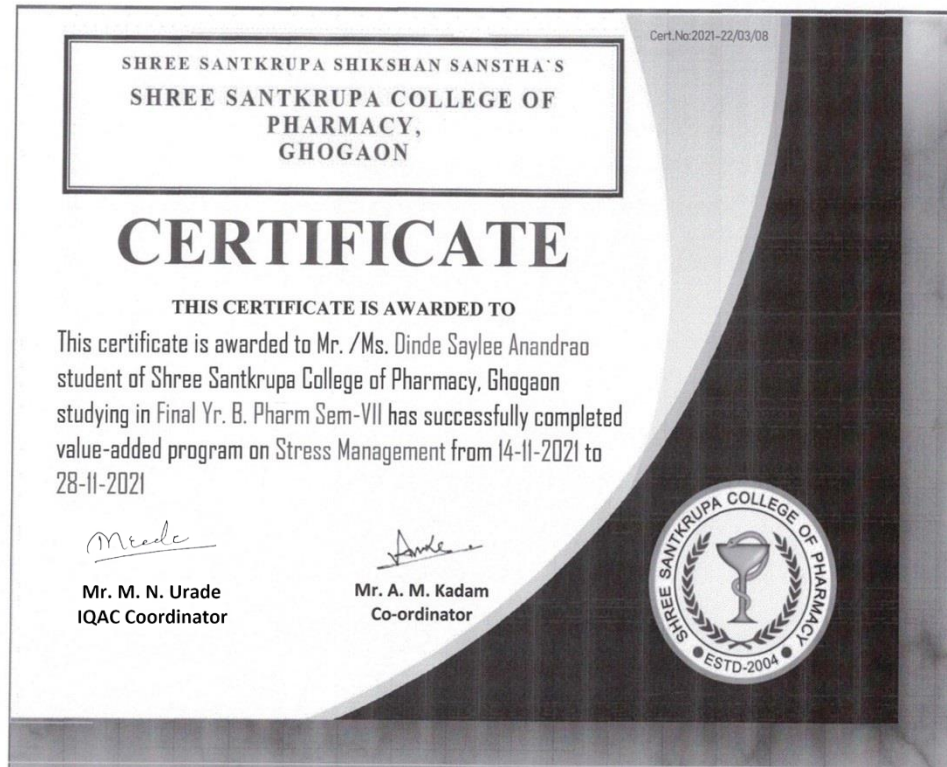 Cert.No:2021-22/03/08
SHREE SANTKRUPA SHIKSHAN SANSTHA`S
SHREE SANTKRUPA COLLEGE OF
PHARMACY,
GHOGAON
CERTIFICATE
THIS CERTIFICATE IS AWARDED TO
This certificate is awarded to Mr. /Ms. Dinde Saylee Anandrao
student of Shree Santkrupa College of Pharmacy, Ghogaon
studying in Final Yr. B. Pharm Sem-VII has successfully completed
value-added program on Stress Management from 14-11-2021 to
28-11-2021
Mr. M. N. Urade
IQAC Coordinator
Mr. A. M. Kadam
Co-ordinator
SHREE SANTKRUPA COLLEGE OF PHARMACY
ESTD-2004